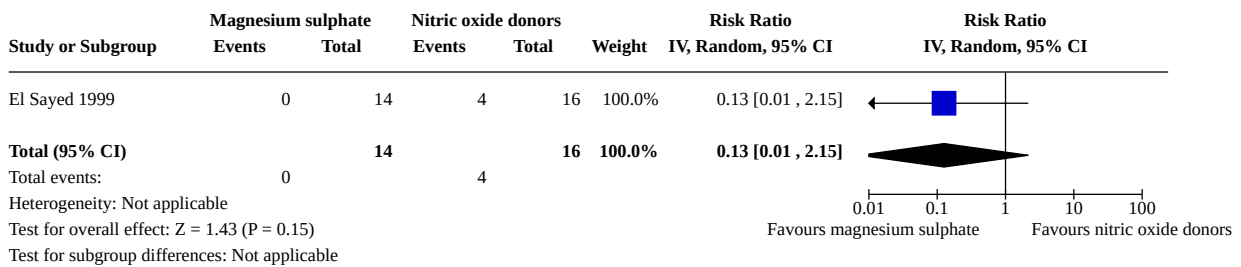 Magnesium sulphate Nitric oxide donors Risk Ratio Risk Ratio
Study or Subgroup Events Total Events Total Weight IV, Random, 95% CI IV, Random, 95% CI
El Sayed 1999 0 14 4 16 100.0% 0.13 [0.01 , 2.15]
Total (95% CI) 14 16 100.0% 0.13 [0.01 , 2.15]
Total events: 0 4
Heterogeneity: Not applicable
0.01 0.1 1 10 100
Test for overall effect: Z = 1.43 (P = 0.15) Favours magnesium sulphate Favours nitric oxide donors
Test for subgroup differences: Not applicable